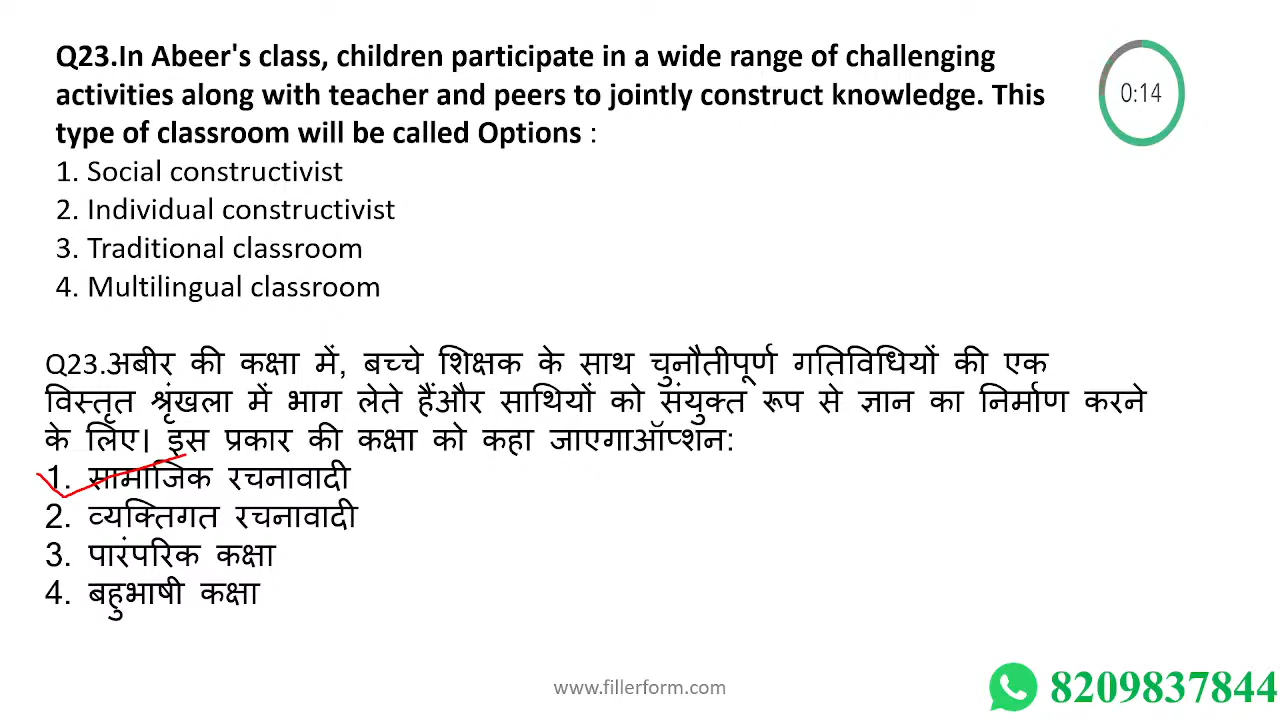 Q23.In Abeer's class, children participate in a wide range of challenging
activities along with teacher and peers to jointly construct knowledge. This
type of classroom will be called Options :
1. Social constructivist
2. Individual constructivist
3. Traditional classroom
4. Multilingual classroom
0:14
Q23.अबीर की कक्षा में, बच्चे शिक्षक के साथ चुनौतीपूर्ण गतिविधियों की एक
विस्तृत श्रृंखला में भाग लेते हैंऔर साथियों को संयुक्त रूप से ज्ञान का निर्माण करने
के लिए। इस प्रकार की कक्षा को कहा जाएगाऑप्शन:
1. सामाजिक रचनावादी
2. व्यक्तिगत रचनावादी
3. पारंपरिक कक्षा
4. बहुभाषी कक्षा
www.fillerform.com
8209837844